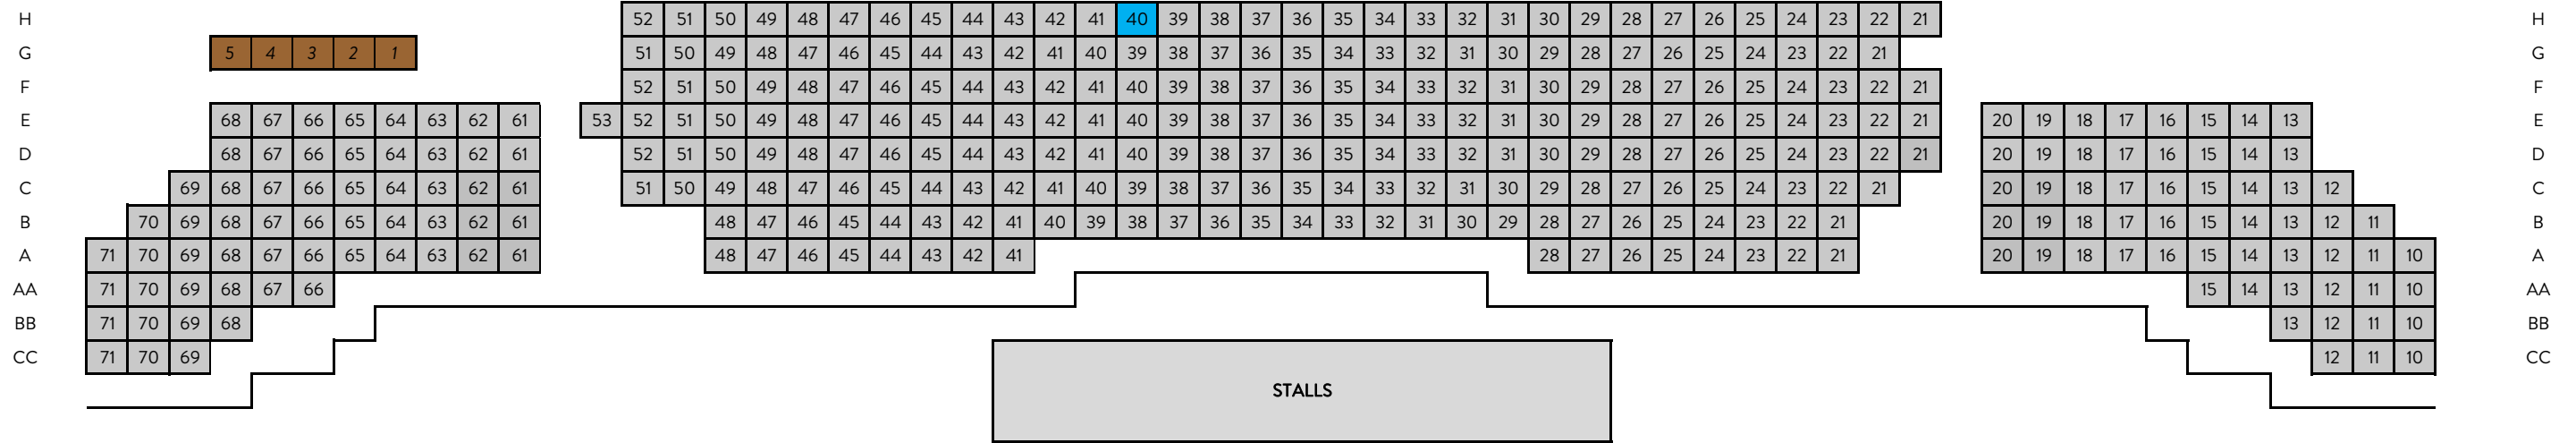 H 52 51 50 49 48 47 46 45 44 43 42 41 40 39 38 37 36 35 34 33 32 31 30 29 28 27 26 25 24 23 22 21 H
G 5 4 3 2 1 51 50 49 48 47 46 45 44 43 42 41 40 39 38 37 36 35 34 33 32 31 30 29 28 27 26 25 24 23 22 21 G
F 52 51 50 49 48 47 46 45 44 43 42 41 40 39 38 37 36 35 34 33 32 31 30 29 28 27 26 25 24 23 22 21 F
E 68 67 66 65 64 63 62 61 53 52 51 50 49 48 47 46 45 44 43 42 41 40 39 38 37 36 35 34 33 32 31 30 29 28 27 26 25 24 23 22 21 20 19 18 17 16 15 14 13 E
D 68 67 66 65 64 63 62 61 52 51 50 49 48 47 46 45 44 43 42 41 40 39 38 37 36 35 34 33 32 31 30 29 28 27 26 25 24 23 22 21 20 19 18 17 16 15 14 13 D
C 69 68 67 66 65 64 63 62 61 51 50 49 48 47 46 45 44 43 42 41 40 39 38 37 36 35 34 33 32 31 30 29 28 27 26 25 24 23 22 21 20 19 18 17 16 15 14 13 12 C
B 70 69 68 67 66 65 64 63 62 61 48 47 46 45 44 43 42 41 40 39 38 37 36 35 34 33 32 31 30 29 28 27 26 25 24 23 22 21 20 19 18 17 16 15 14 13 12 11 B
A 71 70 69 68 67 66 65 64 63 62 61 48 47 46 45 44 43 42 41 28 27 26 25 24 23 22 21 20 19 18 17 16 15 14 13 12 11 10 A
AA 71 70 69 68 67 66 15 14 13 12 11 10 AA
BB 71 70 69 68 13 12 11 10 BB
CC 71 70 69 12 11 10 CC
STALLS